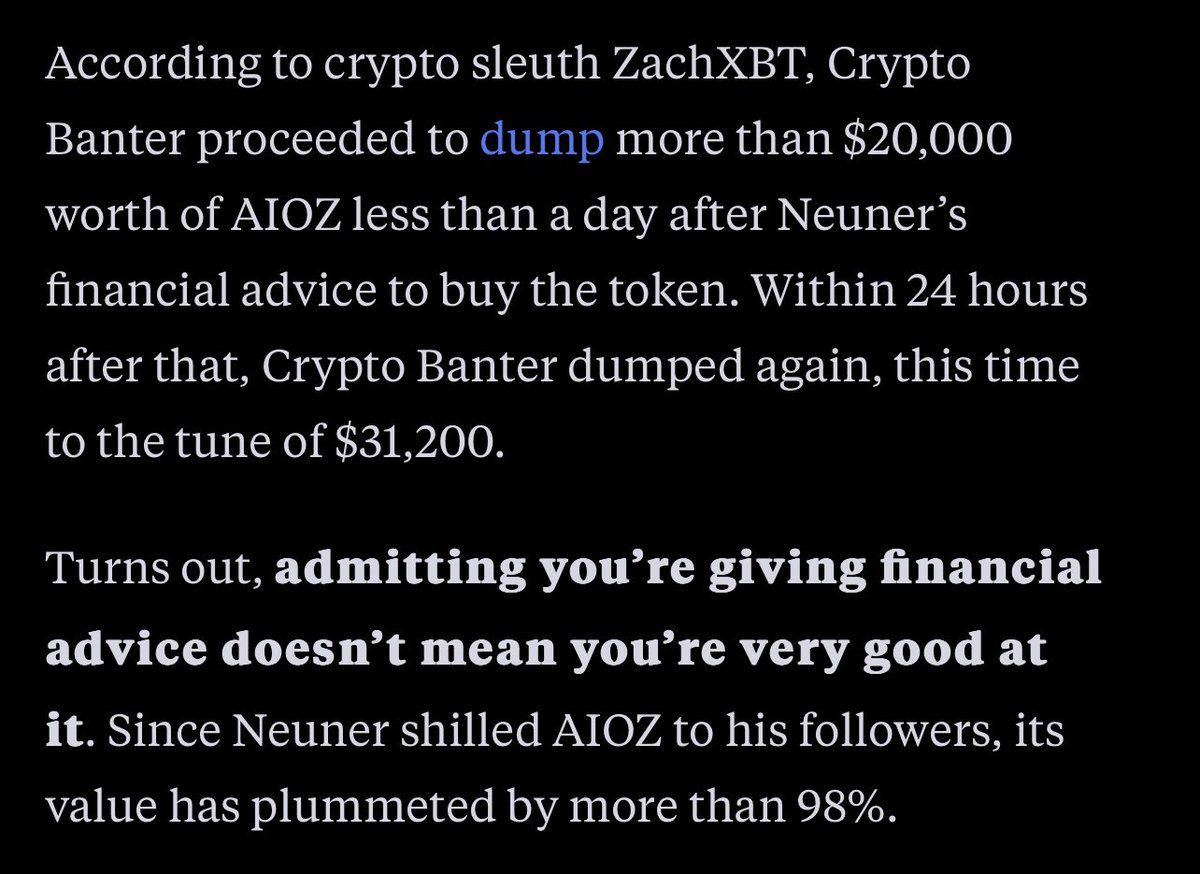 According to crypto sleuth ZachXBT, Crypto
Banter proceeded to dump more than $20,000
worth of AIOZ less than a day after Neuner’s
financial advice to buy the token. Within 24 hours
after that, Crypto Banter dumped again, this time
to the tune of $31,200.
Turns out, admitting you’re giving financial
advice doesn’t mean you’re very good at
it. Since Neuner shilled AIOZ to his followers, its
value has plummeted by more than 98%.